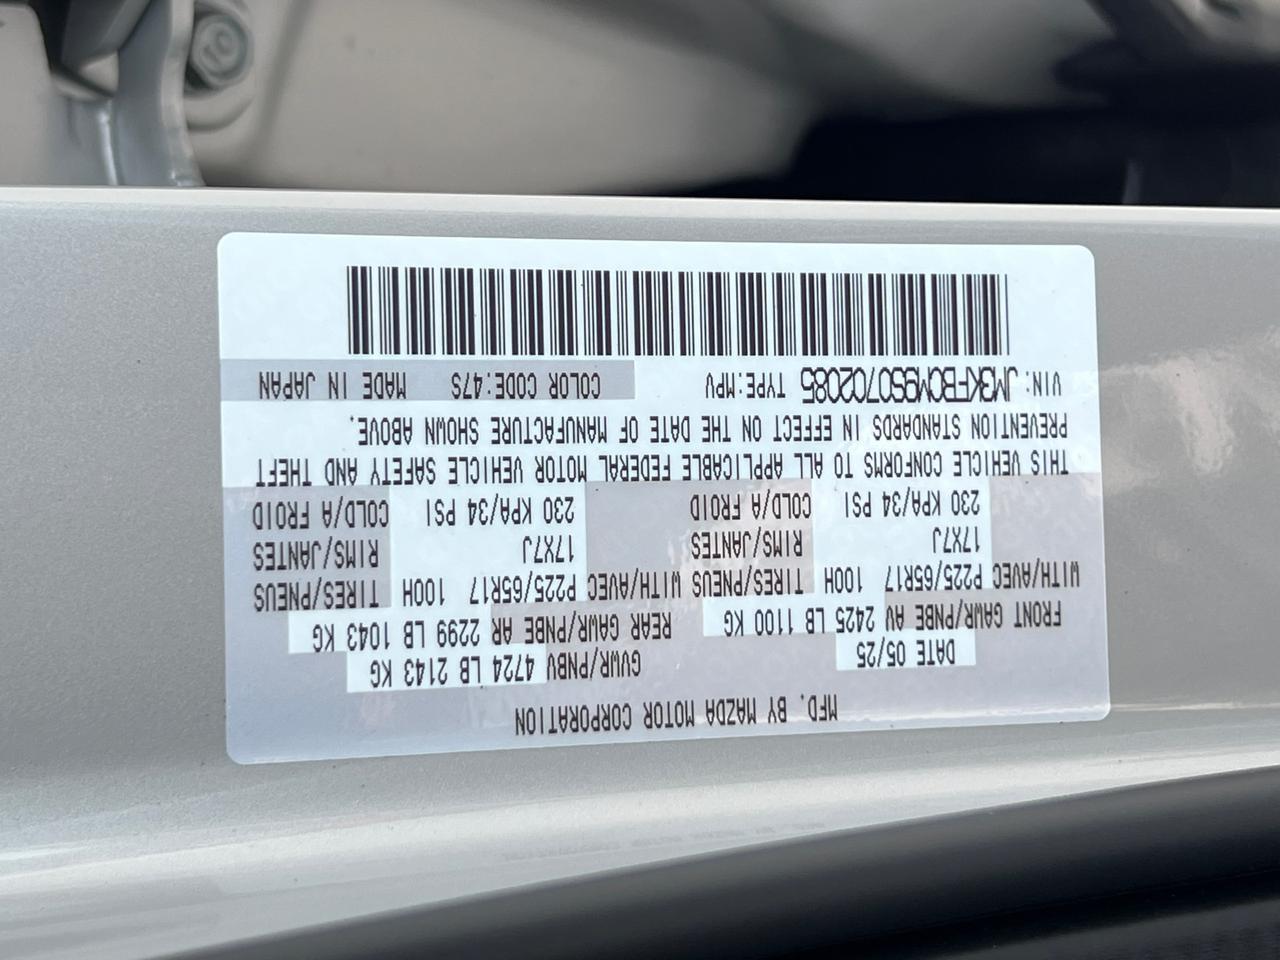 MFD. BY MAZDA MOTOR CORPORATION
DATE 05/25 GVWR/PNBV 4724 LB 2143 KG
FRONT GAWR/PNBE AV 2425 LB 1100 KG REAR GAWR/PNBE AR 2299 LB 1043 KG
WITH/AVEC P225/65R17 100H TIRES/PNEUS WITH/AVEC P225/65R17 100H TIRES/PNEUS
17X7J RIMS/JANTES 17X7J RIMS/JANTES
230 KPA/34 PSI COLD/A FROID 230 KPA/34 PSI COLD/A FROID
THIS VEHICLE CONFORMS TO ALL APPLICABLE FEDERAL MOTOR VEHICLE SAFETY AND THEFT
PREVENTION STANDARDS IN EFFECT ON THE DATE OF MANUFACTURE SHOWN ABOVE.
VIN: JM3KFBCM9S0702085 TYPE:MPV COLOR CODE:47S MADE IN JAPAN
10